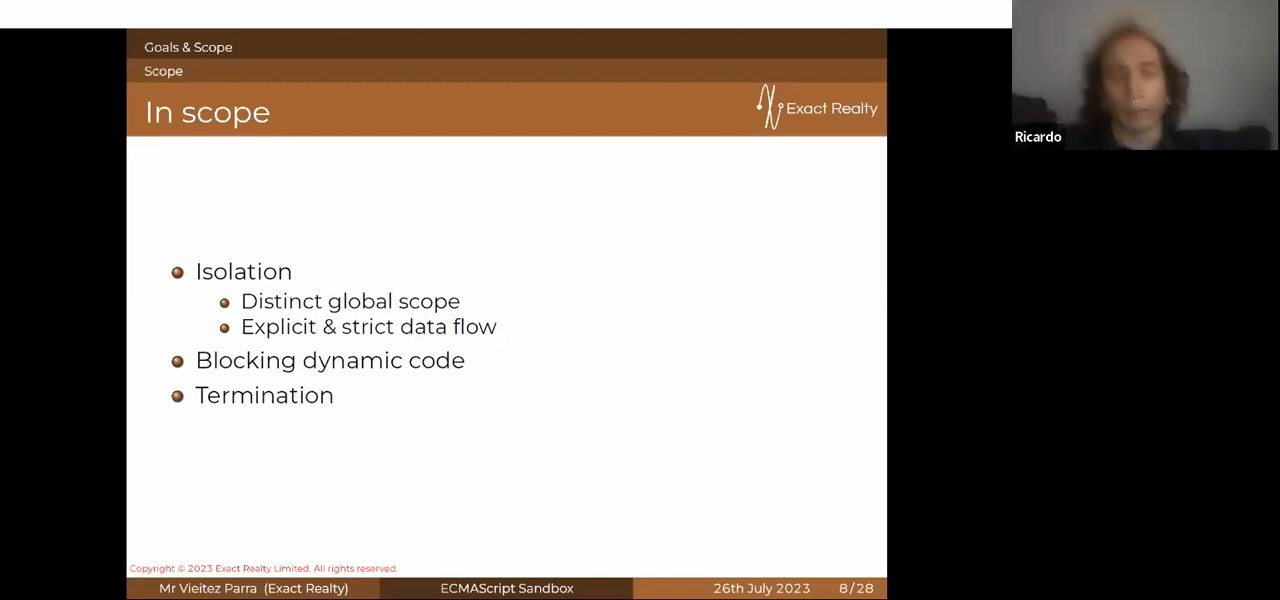 Goals & Scope
Scope
In scope
Exact Realty
Ricardo
Isolation
Distinct global scope
Explicit & strict data flow
Blocking dynamic code
Termination
Copyright © 2023 Exact Realty Limited. All rights reserved.
Mr Vieitez Parra (Exact Realty) ECMAScript Sandbox 26th July 2023 8/28